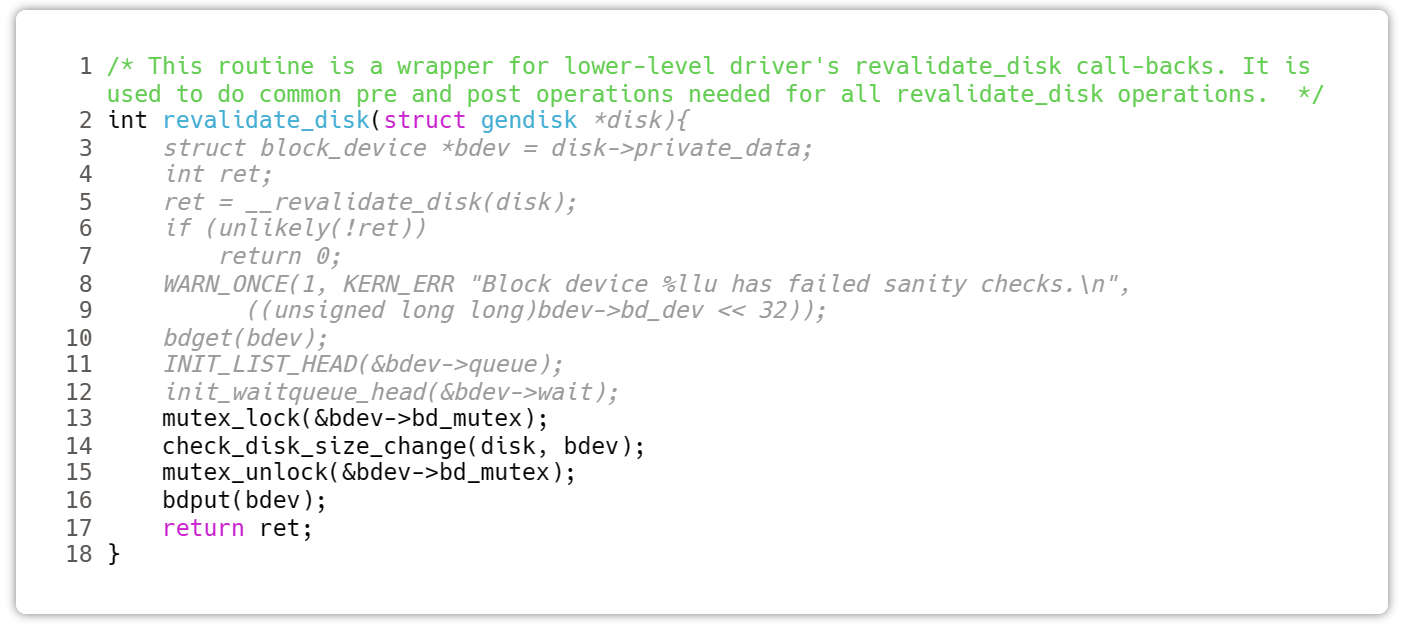 1 /* This routine is a wrapper for lower-level driver's revalidate_disk call-backs. It is
used to do common pre and post operations needed for all revalidate_disk operations.  */
2 int revalidate_disk(struct gendisk *disk){
3     struct block_device *bdev = disk->private_data;
4     int ret;
5     ret = __revalidate_disk(disk);
6     if (unlikely(!ret))
7         return 0;
8     WARN_ONCE(1, KERN_ERR "Block device %llu has failed sanity checks.\n",
9           ((unsigned long long)bdev->bd_dev << 32));
10     bdget(bdev);
11     INIT_LIST_HEAD(&bdev->queue);
12     init_waitqueue_head(&bdev->wait);
13     mutex_lock(&bdev->bd_mutex);
14     check_disk_size_change(disk, bdev);
15     mutex_unlock(&bdev->bd_mutex);
16     bdput(bdev);
17     return ret;
18 }